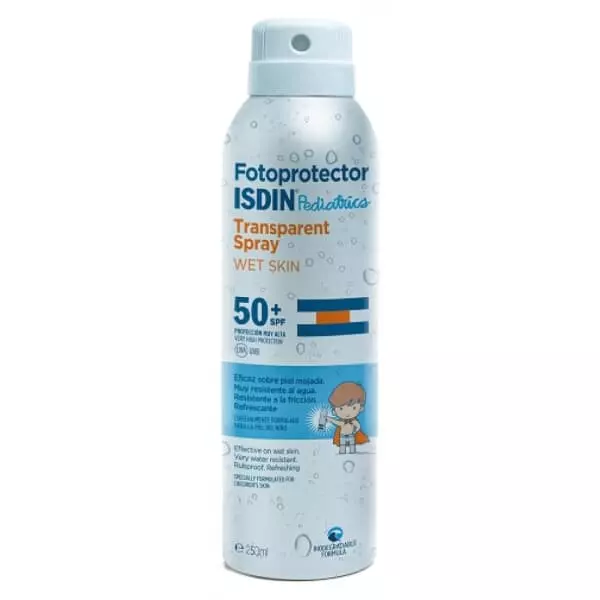 Fotoprotector
ISDIN® Pediatrics
Transparent
Spray
WET SKIN
50+
SPF
PROTECCIÓN MUY ALTA
VERY HIGH PROTECTION
UVA UVB
Eficaz sobre piel mojada.
Muy resistente al agua.
Resistente a la fricción.
Refrescante
ESPECIALMENTE FORMULADO
PARA LA PIEL DEL NIÑO
Effective on wet skin.
Very water resistant.
Rubsproof. Refreshing
SPECIALLY FORMULATED FOR
CHILDREN'S SKIN
e 250ml
BIODEGRADABLE
FORMULA